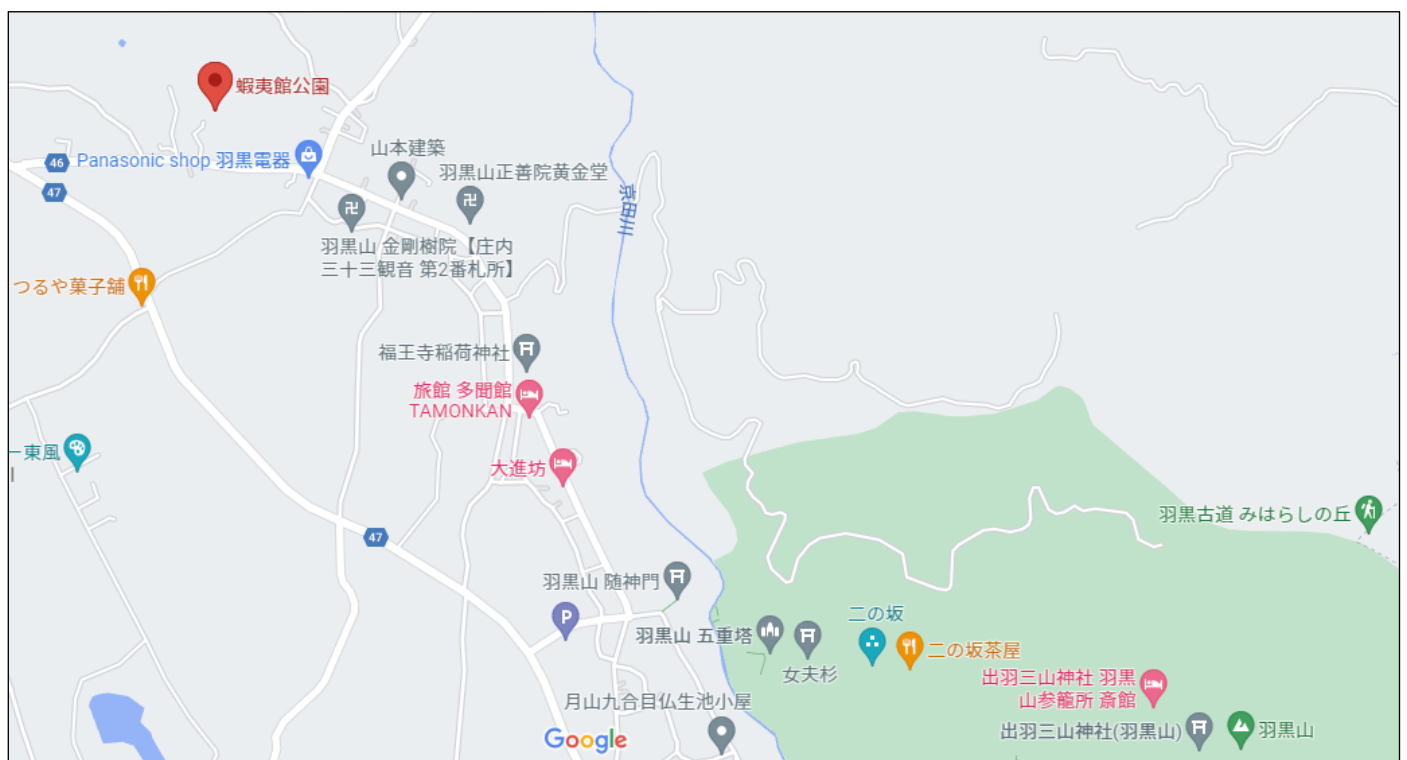 蝦夷館公園
46
Panasonic shop 羽黒電器
47
山本建築
羽黒山正善院黄金堂
京田川
羽黒山 金剛樹院【庄内
三十三観音 第2番札所】
つるや菓子舗
福王寺稲荷神社
旅館 多聞館
TAMONKAN
ー東風
大進坊
羽黒古道 みはらしの丘
47
羽黒山 随神門
P
羽黒山 五重塔
二の坂
二の坂茶屋
女夫杉
出羽三山神社 羽黒
山参籠所 斎館
月山九合目仏生池小屋
出羽三山神社(羽黒山)
羽黒山
Google